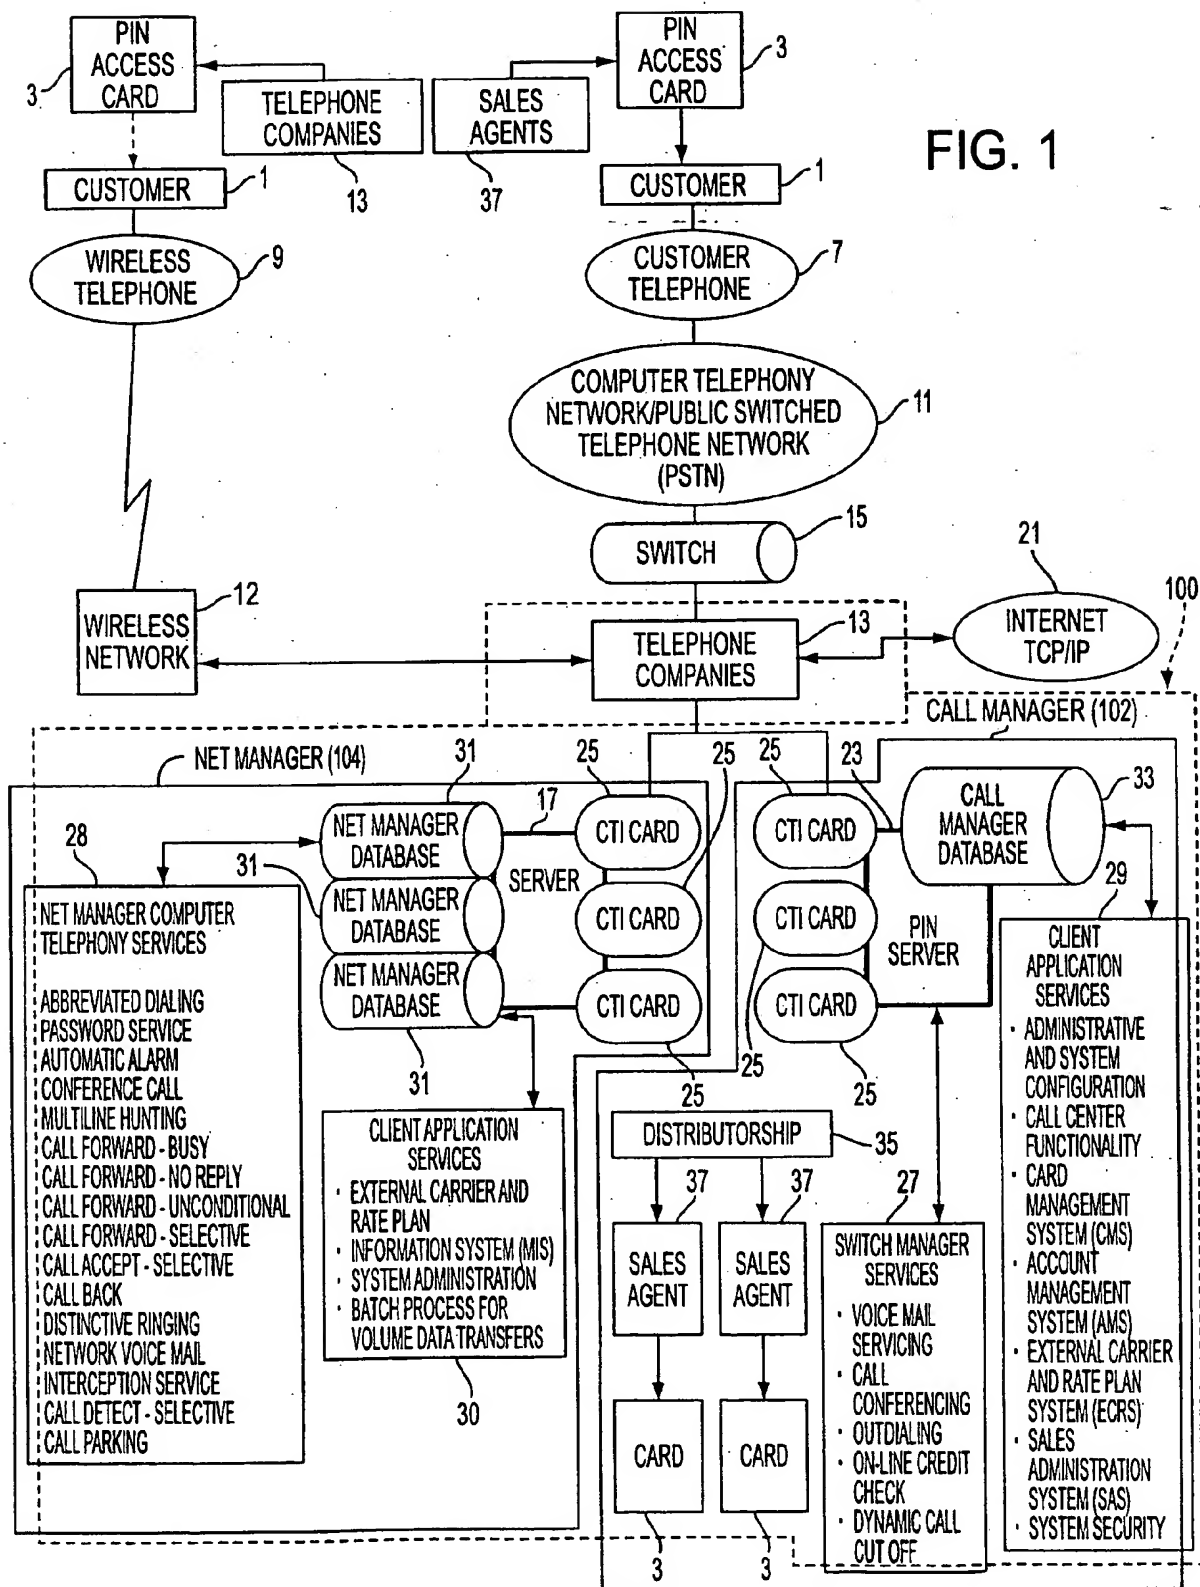 PIN
ACCESS
CARD
3
TELEPHONE
COMPANIES
13
SALES
AGENTS
37
PIN
ACCESS
CARD
3
FIG. 1
CUSTOMER
1
CUSTOMER
1
WIRELESS
TELEPHONE
9
CUSTOMER
TELEPHONE
7
COMPUTER TELEPHONY
NETWORK/PUBLIC SWITCHED
TELEPHONE NETWORK
(PSTN)
11
SWITCH
15
WIRELESS
NETWORK
12
TELEPHONE
COMPANIES
13
INTERNET
TCP/IP
21
100
NET MANAGER (104)
CALL MANAGER (102)
28
NET MANAGER COMPUTER
TELEPHONY SERVICES
ABBREVIATED DIALING
PASSWORD SERVICE
AUTOMATIC ALARM
CONFERENCE CALL
MULTILINE HUNTING
CALL FORWARD - BUSY
CALL FORWARD - NO REPLY
CALL FORWARD - UNCONDITIONAL
CALL FORWARD - SELECTIVE
CALL ACCEPT - SELECTIVE
CALL BACK
DISTINCTIVE RINGING
NETWORK VOICE MAIL
INTERCEPTION SERVICE
CALL DETECT - SELECTIVE
CALL PARKING
31
NET MANAGER
DATABASE
31
NET MANAGER
DATABASE
NET MANAGER
DATABASE
31
17
SERVER
25
CTI CARD
25
CTI CARD
CTI CARD
25
CLIENT APPLICATION
SERVICES
· EXTERNAL CARRIER AND
RATE PLAN
· INFORMATION SYSTEM (MIS)
· SYSTEM ADMINISTRATION
· BATCH PROCESS FOR
VOLUME DATA TRANSFERS
30
25
CTI CARD
CTI CARD
25
CTI CARD
25
23
CALL
MANAGER
DATABASE
33
PIN
SERVER
DISTRIBUTORSHIP
35
37
SALES
AGENT
37
SALES
AGENT
CARD
3
CARD
3
27
SWITCH MANAGER
SERVICES
· VOICE MAIL
SERVICING
· CALL
CONFERENCING
· OUTDIALING
· ON-LINE CREDIT
CHECK
· DYNAMIC CALL
CUT OFF
29
CLIENT
APPLICATION
SERVICES
· ADMINISTRATIVE
AND SYSTEM
CONFIGURATION
· CALL CENTER
FUNCTIONALITY
· CARD
MANAGEMENT
SYSTEM (CMS)
· ACCOUNT
MANAGEMENT
SYSTEM (AMS)
· EXTERNAL CARRIER
AND RATE PLAN
SYSTEM (ECRS)
· SALES
ADMINISTRATION
SYSTEM (SAS)
· SYSTEM SECURITY